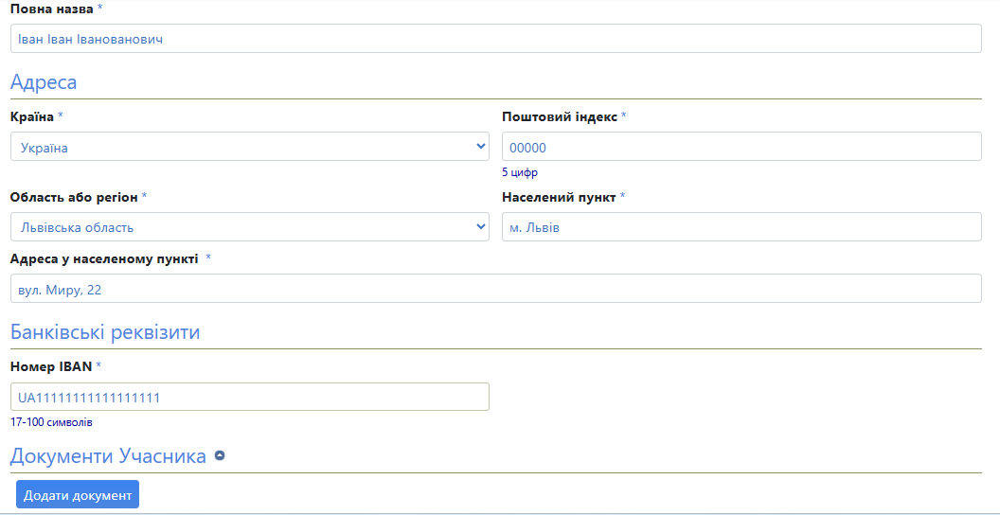 Повна назва *
Іван Іван Іванованович
Адреса
Країна *
Поштовий індекс *
Україна
00000
5 цифр
Область або регіон *
Населений пункт *
Львівська область
м. Львів
Адреса у населеному пункті *
вул. Миру, 22
Банківські реквізити
Номер IBAN *
UA11111111111111111
17-100 символів
Документи Учасника
Додати документ